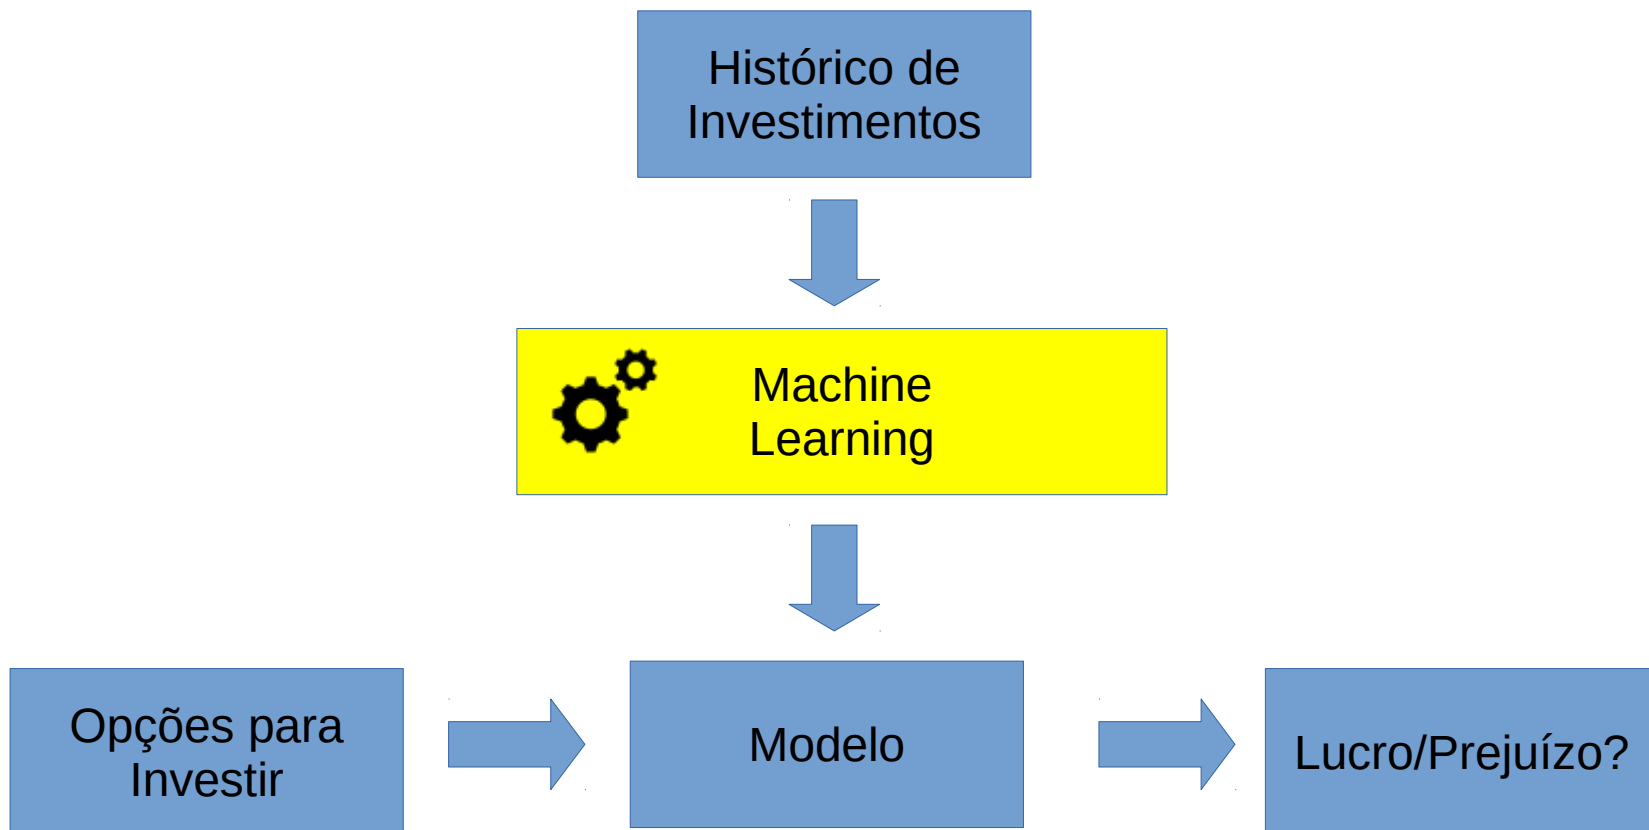 Histórico de
Investimentos
Machine
Learning
Opções para
Investir
Modelo
Lucro/Prejuízo?